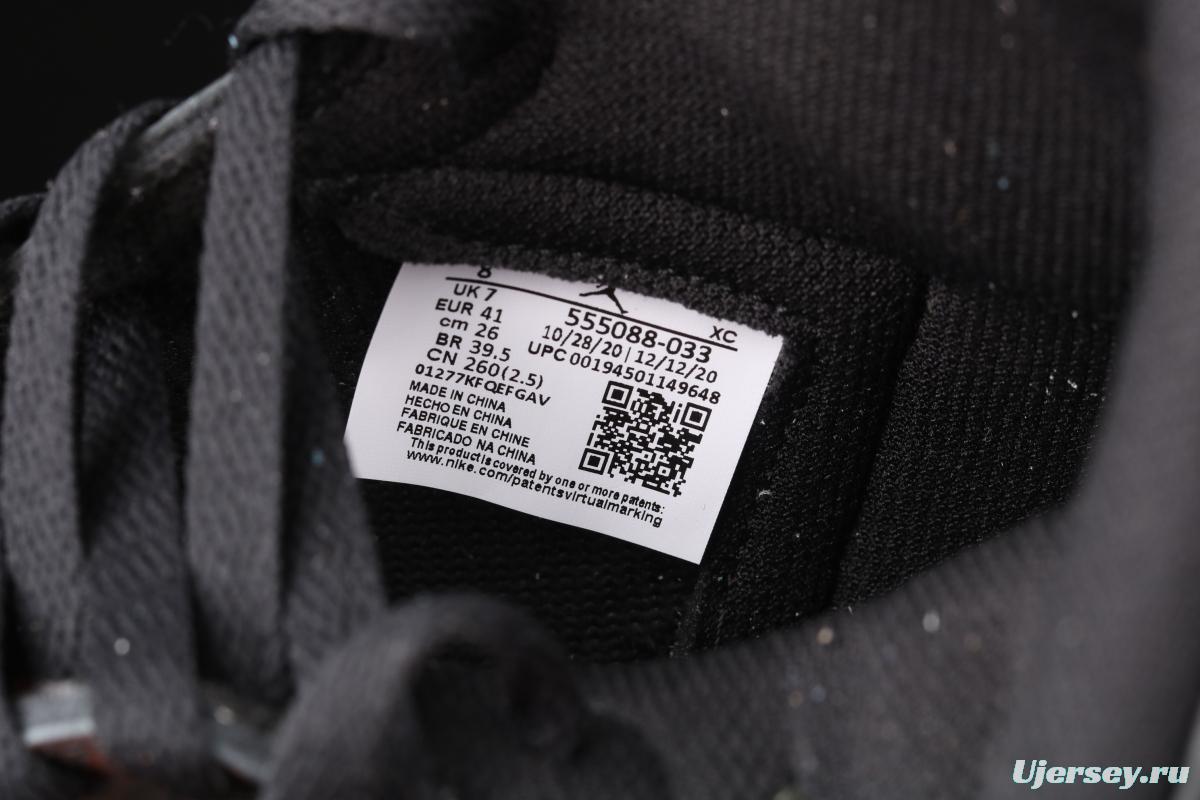 8
UK 7
EUR 41
cm 26
BR 39.5
CN 260(2.5)
01277KFQEFGAV
MADE IN CHINA
HECHO EN CHINA
FABRIQUE EN CHINE
FABRICADO NA CHINA
This product is covered by one or more patents:
www.nike.com/patentsvirtualmarking
XC
555088-033
10/28/20|12/12/20
UPC 00194501149648
Ujersey.ru